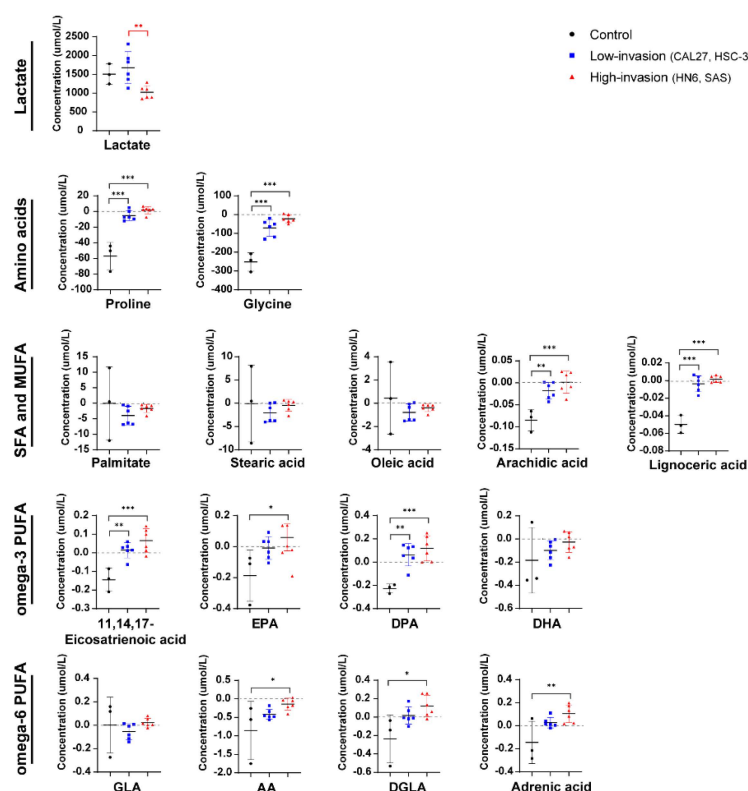 Control
Low-invasion (CAL27, HSC-3
High-invasion (HN6, SAS)
Lactate
Concentration (umol/L)
2500
2000
1500
1000
500
0
**
Lactate
Amino acids
Concentration (umol/L)
20
0
-20
-40
-60
-80
-100
***
***
Proline
Concentration (umol/L)
100
0
-100
-200
-300
-400
***
***
Glycine
SFA and MUFA
Concentration (umol/L)
15
10
5
0
-5
-10
-15
Palmitate
Concentration (umol/L)
10
5
0
-5
-10
Stearic acid
Concentration (umol/L)
4
2
0
-2
-4
Oleic acid
Concentration (umol/L)
0.05
0.00
-0.05
-0.10
-0.15
***
**
Arachidic acid
Concentration (umol/L)
0.02
0.00
-0.02
-0.04
-0.06
-0.08
***
***
Lignoceric acid
omega-3 PUFA
Concentration (umol/L)
0.2
0.1
0.0
-0.1
-0.2
-0.3
***
**
11,14,17-
Eicosatrienoic acid
Concentration (umol/L)
0.2
0.0
-0.2
-0.4
*
EPA
Concentration (umol/L)
0.4
0.2
0.0
-0.2
-0.4
***
**
DPA
Concentration (umol/L)
0.2
0.0
-0.2
-0.4
-0.6
DHA
omega-6 PUFA
Concentration (umol/L)
0.4
0.2
0.0
-0.2
-0.4
GLA
Concentration (umol/L)
0.5
0.0
-0.5
-1.0
-1.5
-2.0
*
AA
Concentration (umol/L)
0.4
0.2
0.0
-0.2
-0.4
-0.6
*
DGLA
Concentration (umol/L)
0.4
0.2
0.0
-0.2
-0.4
**
Adrenic acid